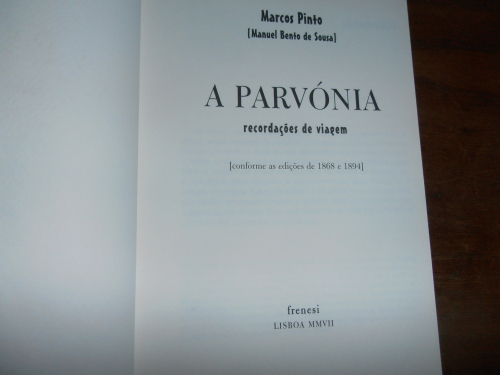 Marcos Pinto
[Manuel Bento de Sousa]
A PARVÓNIA
recordações de viagem
[conforme as edições de 1868 e 1894]
frenesi
LISBOA MMVII